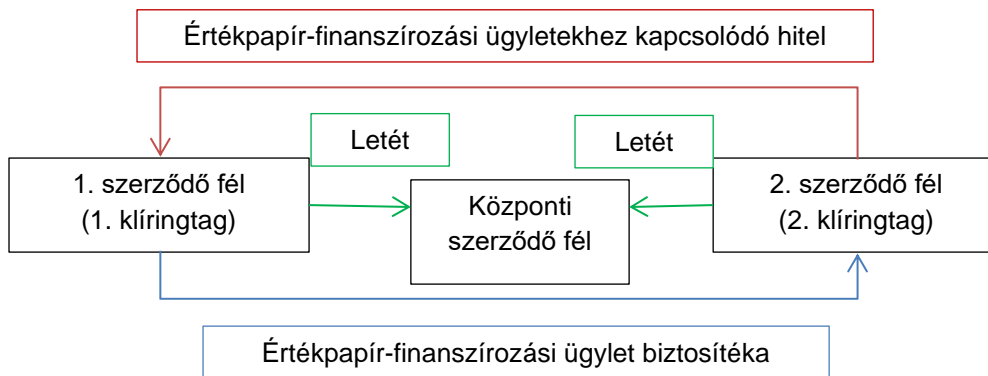 Értékpapír-finanszírozási ügyletekhez kapcsolódó hitel
Letét
Letét
1. szerződő fél
(1. klíringtag)
Központi
szerződő fél
2. szerződő fél
(2. klíringtag)
Értékpapír-finanszírozási ügylet biztosítéka